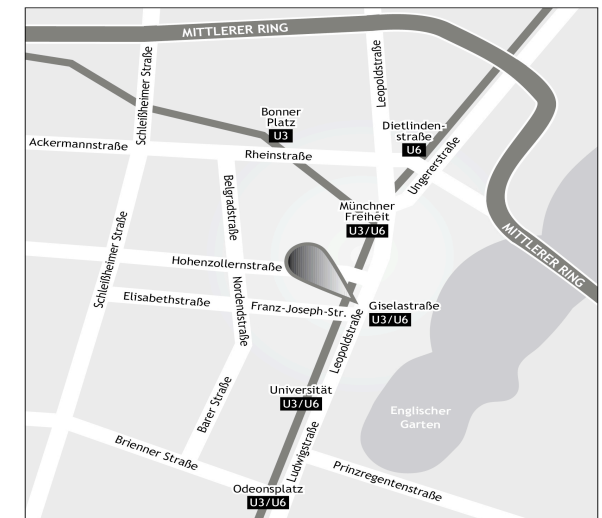 MITTLERER RING
Schleißheimer Straße
Leopoldstraße
Bonner
Platz
U3
Dietlinden-
straße
U6
Ackermannstraße
Rheinstraße
Ungererstraße
Belgradstraße
Münchner
Freiheit
U3/U6
MITTLERER RING
Schleißheimer Straße
Hohenzollernstraße
Elisabethstraße
Nordendstraße
Franz-Joseph-Str.
Giselastraße
U3/U6
Leopoldstraße
Universität
U3/U6
Barer Straße
Englischer
Garten
Brienner Straße
Ludwigstraße
Prinzregentenstraße
Odeonsplatz
U3/U6